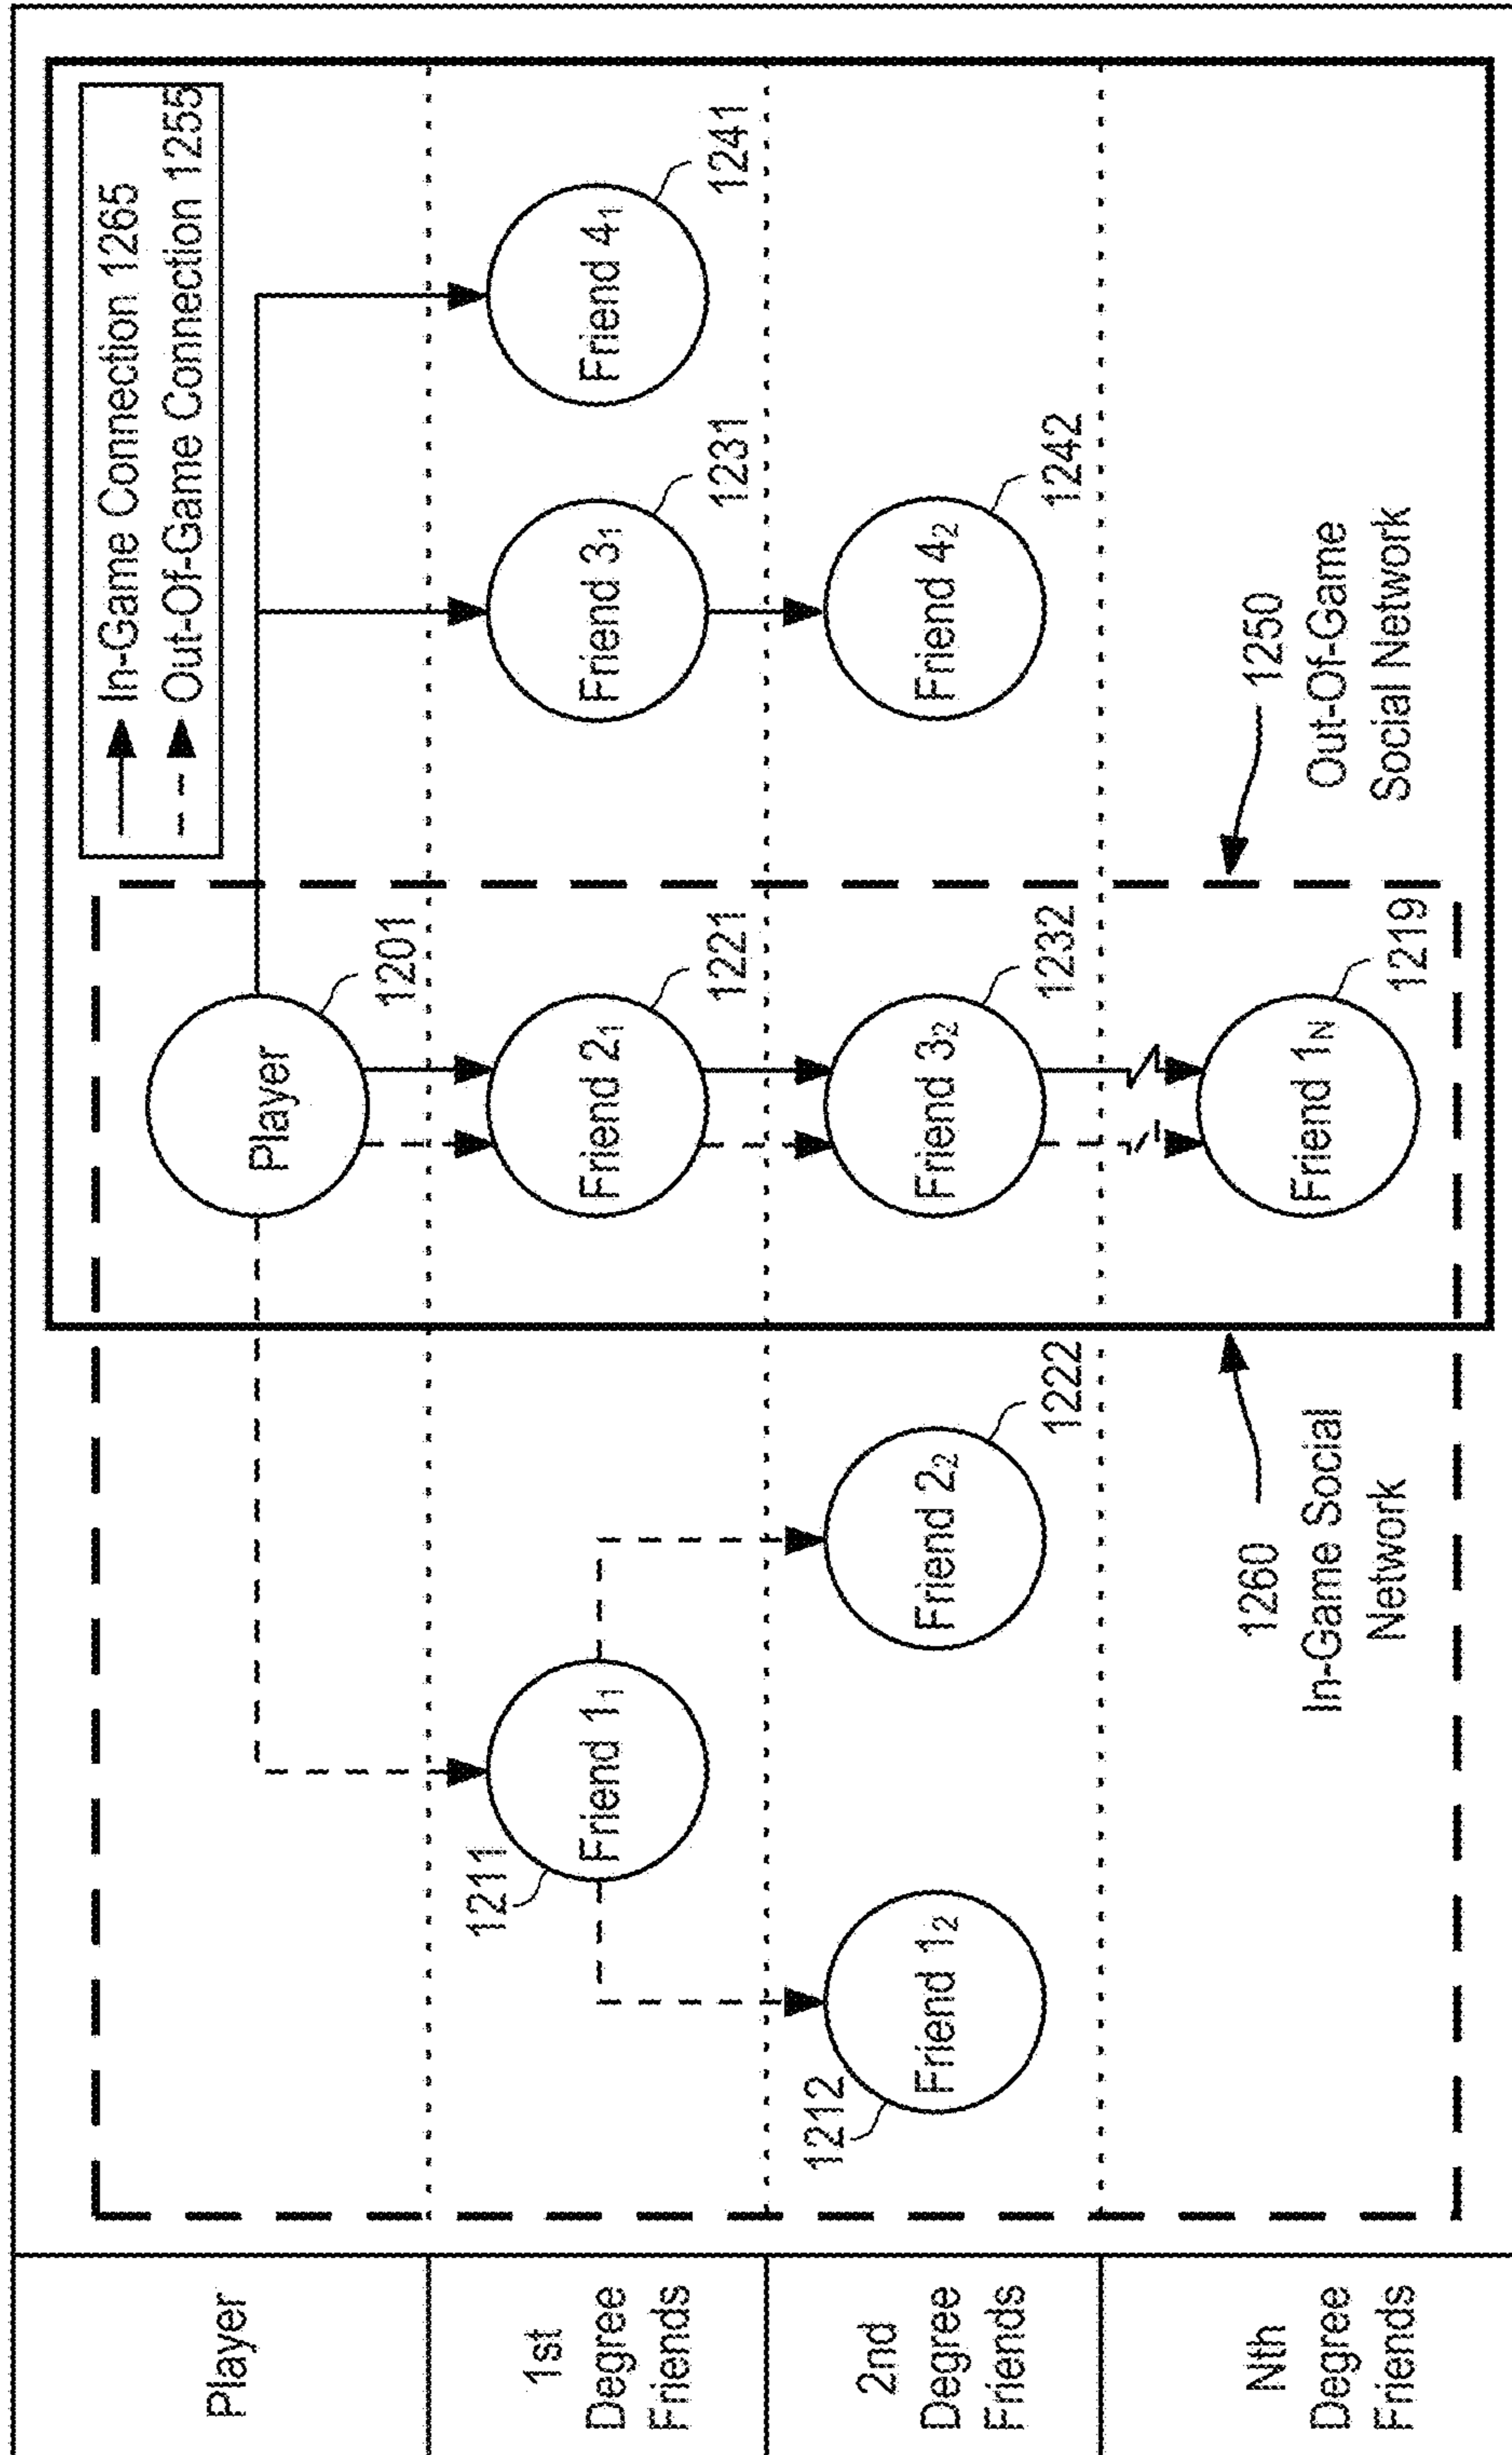 Player
1st
Degree
Friends
2nd
Degree
Friends
Nth
Degree
Friends
In-Game Connection 1265
Out-Of-Game Connection 1255
Player
1201
1211
Friend 1₁
Friend 2₁
1221
Friend 3₁
1231
Friend 4₁
1241
1212
Friend 1₂
Friend 2₂
1222
Friend 3₂
1232
Friend 4₂
1242
1260
In-Game Social
Network
Friend 1N
1219
1250
Out-Of-Game
Social Network